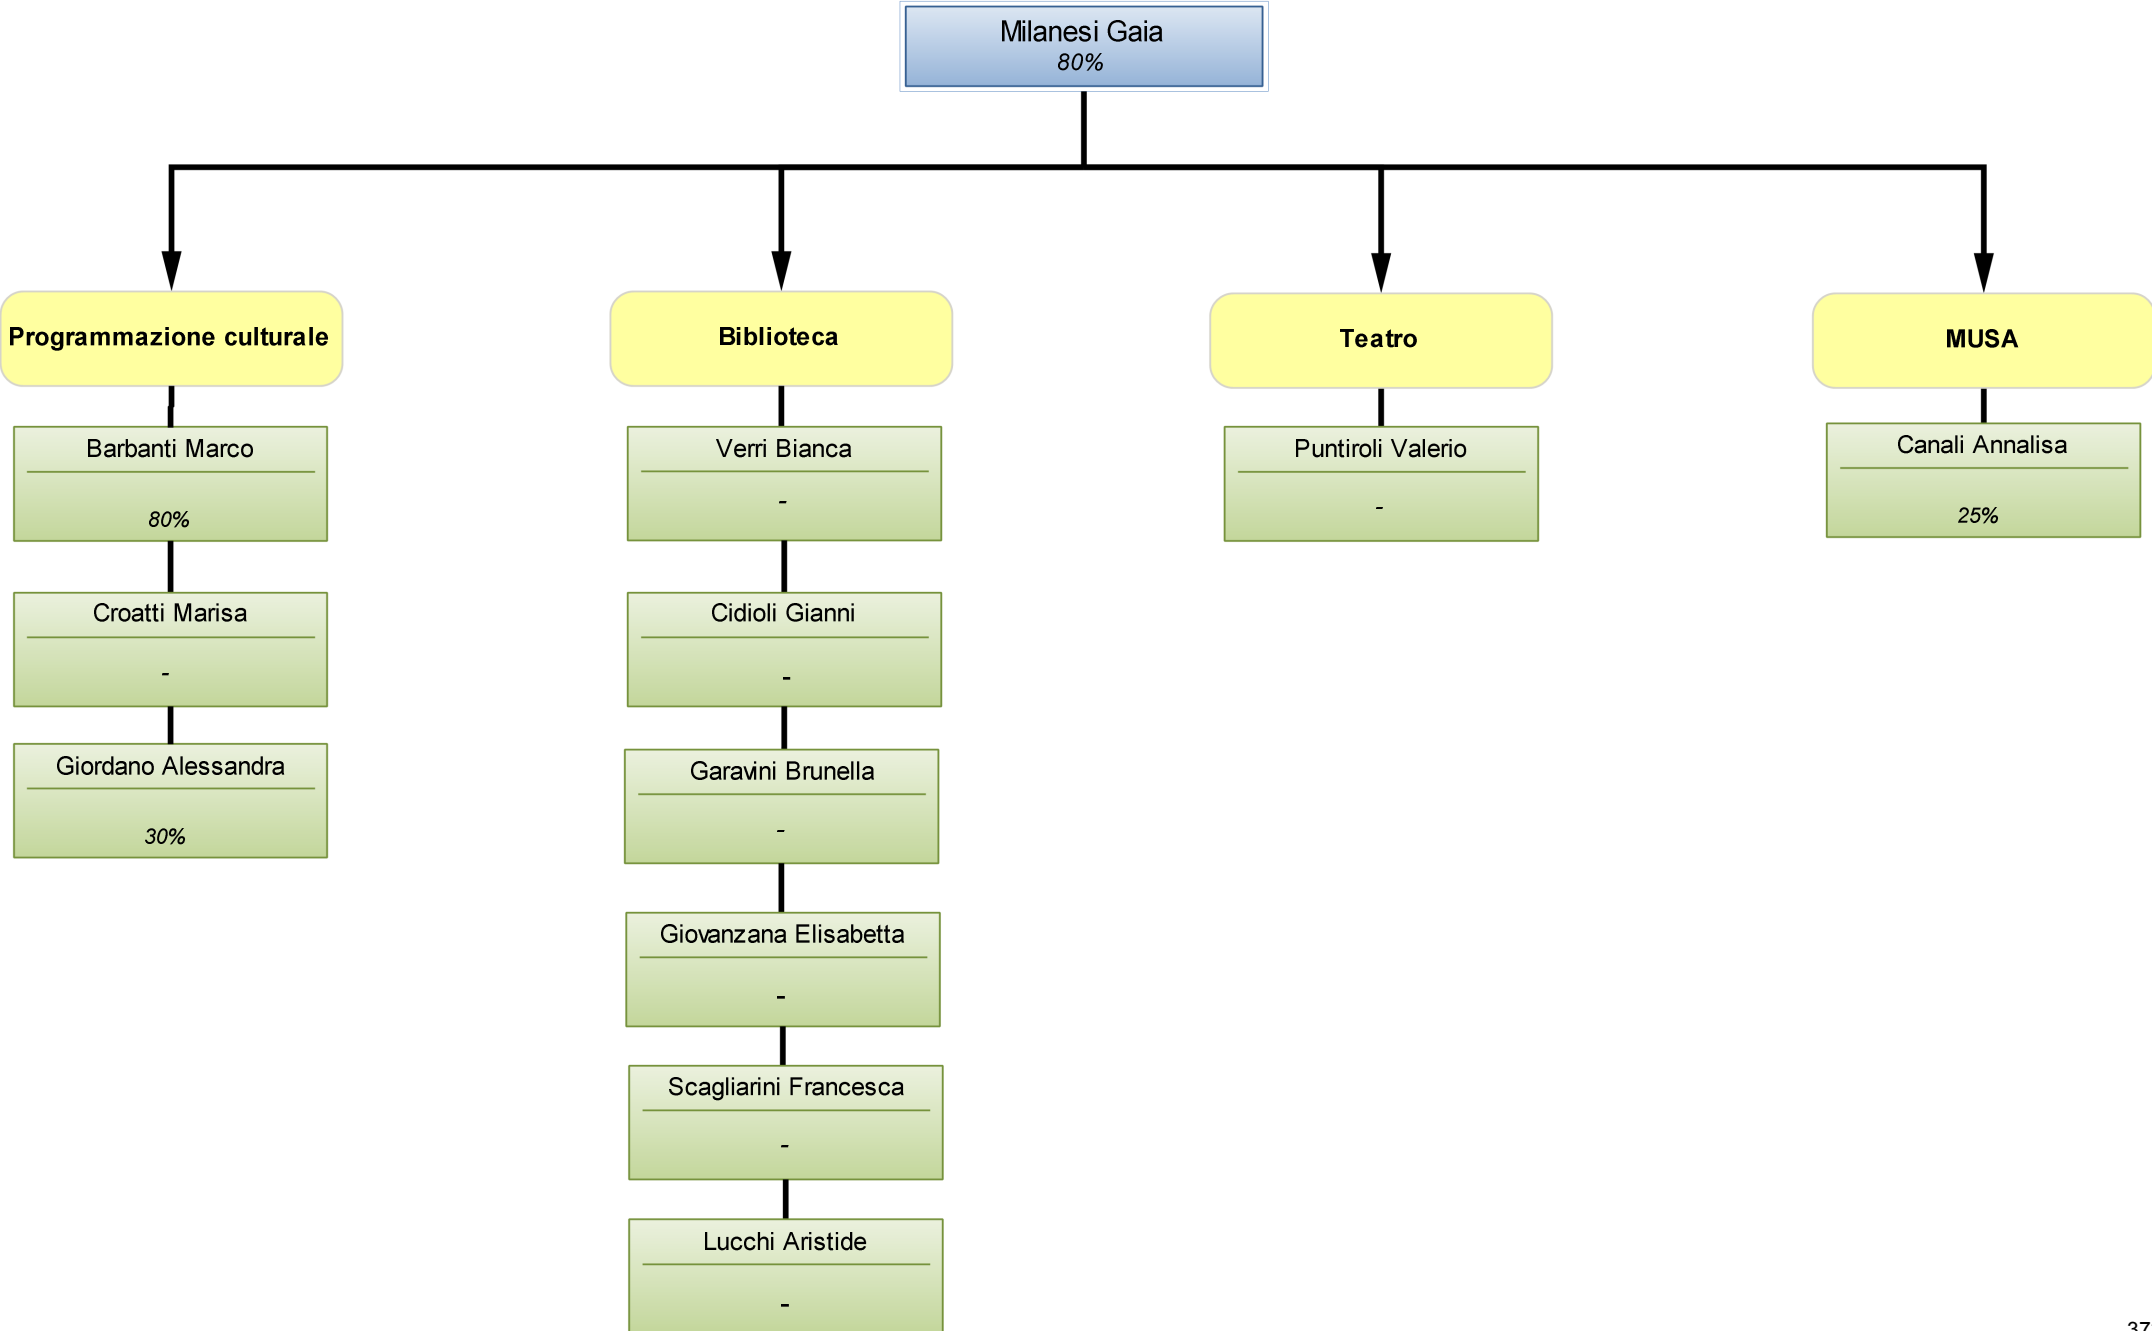 Milanesi Gaia
80%
Programmazione culturale
Biblioteca
Teatro
MUSA
Barbanti Marco
80%
Croatti Marisa
-
Giordano Alessandra
30%
Verri Bianca
-
Cidioli Gianni
-
Garavini Brunella
-
Giovanzana Elisabetta
-
Scagliarini Francesca
-
Lucchi Aristide
-
Puntiroli Valerio
-
Canali Annalisa
25%
37